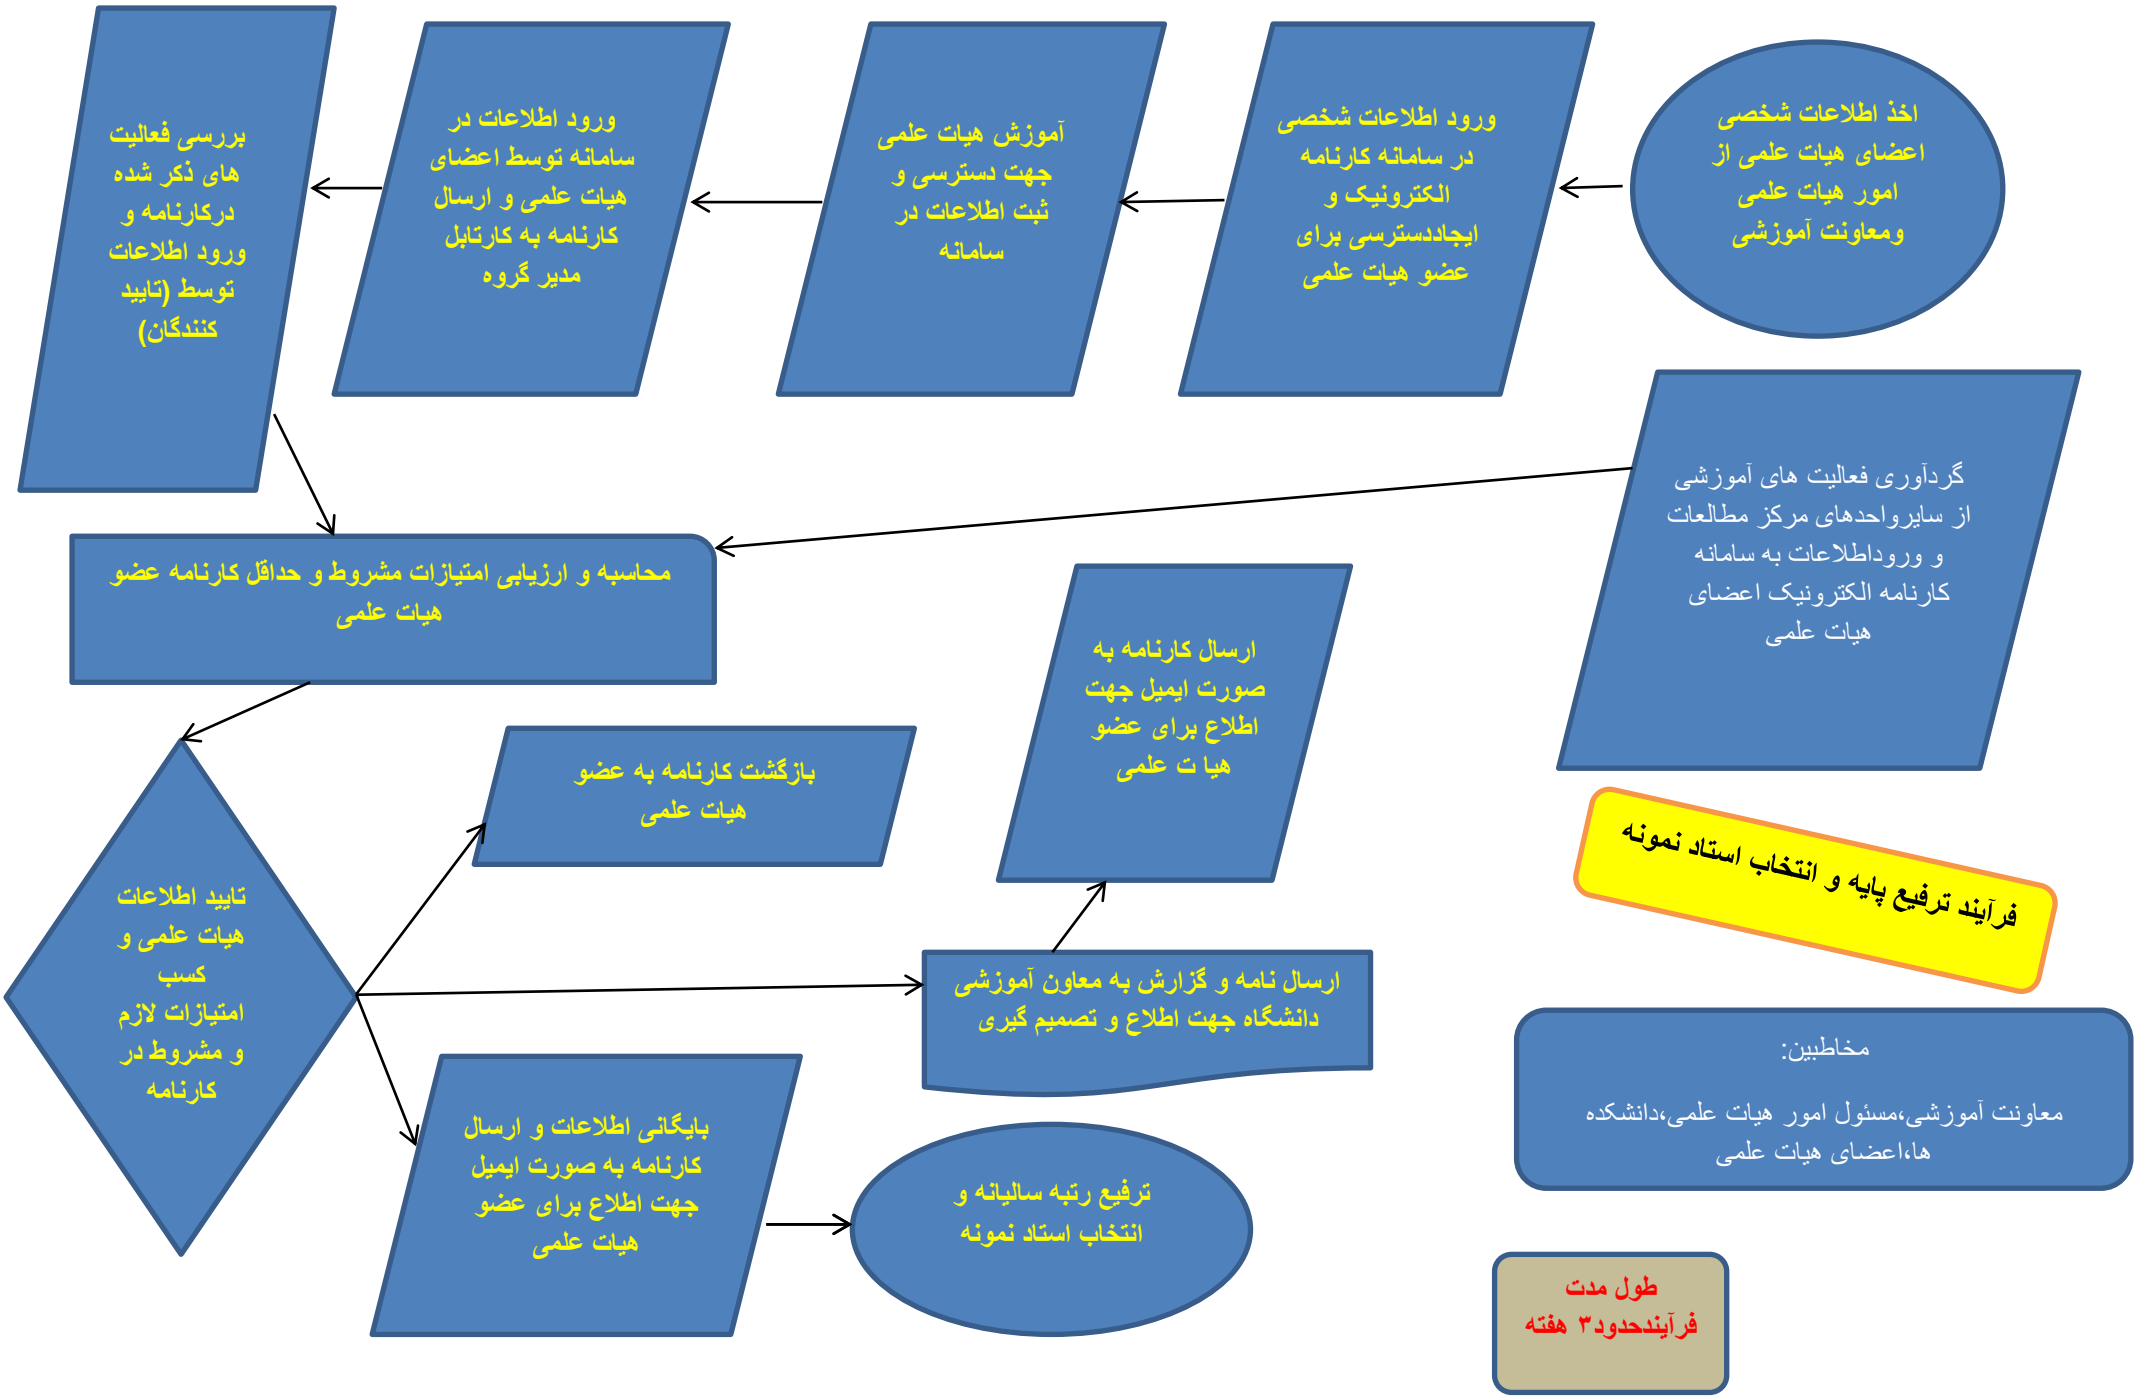 اخذ اطلاعات شخصی
اعضای هیات علمی از
امور هیات علمی
ومعاونت آموزشی
ورود اطلاعات شخصی
در سامانه کارنامه
الکترونیک و
ایجاددسترسی برای
عضو هیات علمی
آموزش هیات علمی
جهت دسترسی و
ثبت اطلاعات در
سامانه
ورود اطلاعات در
سامانه توسط اعضای
هیات علمی و ارسال
کارنامه به کارتابل
مدیر گروه
بررسی فعالیت
های ذکر شده
درکارنامه و
ورود اطلاعات
توسط (تایید
کنندگان)
گردآوری فعالیت های آموزشی
از سایرواحدهای مرکز مطالعات
و وروداطلاعات به سامانه
کارنامه الکترونیک اعضای
هیات علمی
محاسبه و ارزیابی امتیازات مشروط و حداقل کارنامه عضو
هیات علمی
ارسال کارنامه به
صورت ایمیل جهت
اطلاع برای عضو
هیا ت علمی
بازگشت کارنامه به عضو
هیات علمی
تایید اطلاعات
هیات علمی و
کسب
امتیازات لازم
و مشروط در
کارنامه
فرآیند ترفیع پایه و انتخاب استاد نمونه
ارسال نامه و گزارش به معاون آموزشی
دانشگاه جهت اطلاع و تصمیم گیری
مخاطبین:
معاونت آموزشی،مسئول امور هیات علمی،دانشکده
ها،اعضای هیات علمی
بایگانی اطلاعات و ارسال
کارنامه به صورت ایمیل
جهت اطلاع برای عضو
هیات علمی
ترفیع رتبه سالیانه و
انتخاب استاد نمونه
طول مدت
فرآیندحدود۳ هفته